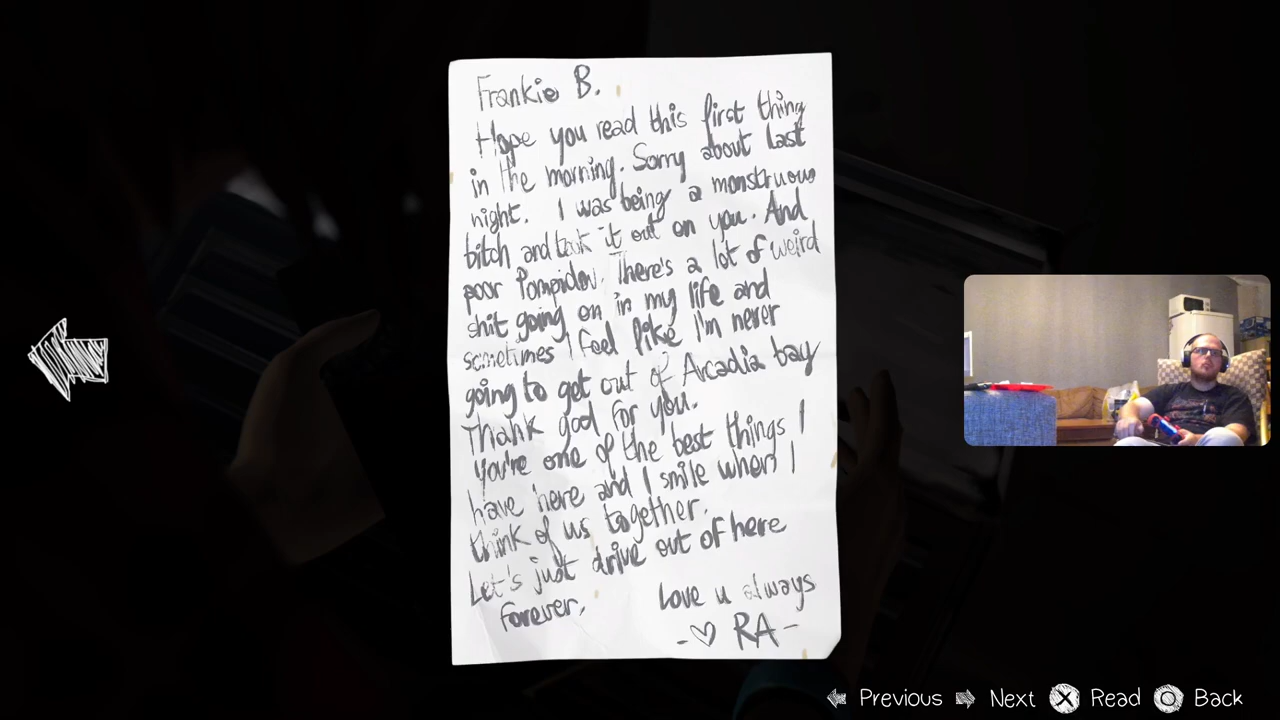 Frankie B.
Hope you read this first thing
in the morning. Sorry about last
night. I was being a monstruous
bitch and took it out on you. And
poor Pompidou. There's a lot of weird
shit going on in my life and
sometimes I feel like I'm never
going to get out of Arcadia bay
Thank god for you.
You're one of the best things I
have here and I smile when I
think of us together.
Let's just drive out of here
forever.
Love u always
-♡ RA-
Previous Next X Read O Back